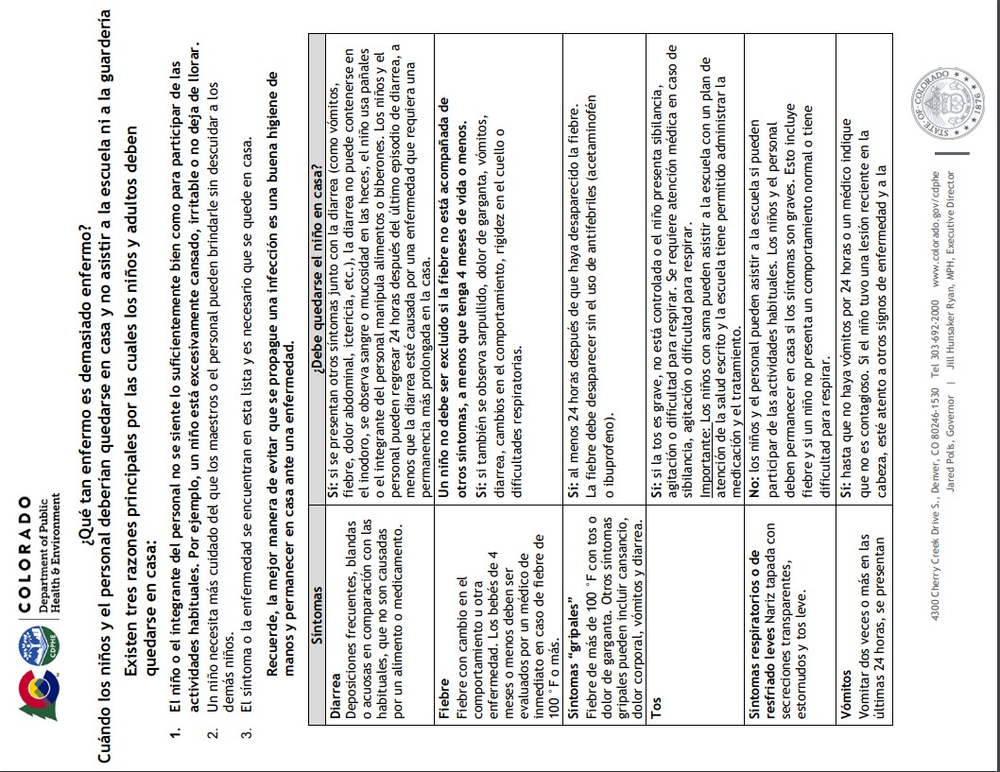 COLORADO
Department of Public
Health & Environment
CDPHE
¿Qué tan enfermo es demasiado enfermo?
Cuándo los niños y el personal deberían quedarse en casa y no asistir a la escuela ni a la guardería
Existen tres razones principales por las cuales los niños y adultos deben
quedarse en casa:
1. El niño o el integrante del personal no se siente lo suficientemente bien como para participar de las
actividades habituales. Por ejemplo, un niño está excesivamente cansado, irritable o no deja de llorar.
2. Un niño necesita más cuidado del que los maestros o el personal pueden brindarle sin descuidar a los
demás niños.
3. El síntoma o la enfermedad se encuentran en esta lista y es necesario que se quede en casa.
Recuerde, la mejor manera de evitar que se propague una infección es una buena higiene de
manos y permanecer en casa ante una enfermedad.
Síntomas
¿Debe quedarse el niño en casa?
Diarrea
Deposiciones frecuentes, blandas
o acuosas en comparación con las
habituales, que no son causadas
por un alimento o medicamento.
Sí: si se presentan otros síntomas junto con la diarrea (como vómitos,
fiebre, dolor abdominal, ictericia, etc.), la diarrea no puede contenerse en
el inodoro, se observa sangre o mucosidad en las heces, el niño usa pañales
o el integrante del personal manipula alimentos o biberones. Los niños y el
personal pueden regresar 24 horas después del último episodio de diarrea, a
menos que la diarrea esté causada por una enfermedad que requiera una
permanencia más prolongada en la casa.
Fiebre
Fiebre con cambio en el
comportamiento u otra
enfermedad. Los bebés de 4
meses o menos deben ser
evaluados por un médico de
inmediato en caso de fiebre de
100 °F o más.
Un niño no debe ser excluido si la fiebre no está acompañada de
otros síntomas, a menos que tenga 4 meses de vida o menos.
Sí: si también se observa sarpullido, dolor de garganta, vómitos,
diarrea, cambios en el comportamiento, rigidez en el cuello o
dificultades respiratorias.
Síntomas “gripales”
Fiebre de más de 100 °F con tos o
dolor de garganta. Otros síntomas
gripales pueden incluir cansancio,
dolor corporal, vómitos y diarrea.
Sí: al menos 24 horas después de que haya desaparecido la fiebre.
La fiebre debe desaparecer sin el uso de antifebriles (acetaminofén
o ibuprofeno).
Tos
Sí: si la tos es grave, no está controlada o el niño presenta sibilancia,
agitación o dificultad para respirar. Se requiere atención médica en caso de
sibilancia, agitación o dificultad para respirar.
Importante: Los niños con asma pueden asistir a la escuela con un plan de
atención de la salud escrito y la escuela tiene permitido administrar la
medicación y el tratamiento.
Síntomas respiratorios o de
resfriado leves Nariz tapada con
secreciones transparentes,
estornudos y tos leve.
No: los niños y el personal pueden asistir a la escuela si pueden
participar de las actividades habituales. Los niños y el personal
deben permanecer en casa si los síntomas son graves. Esto incluye
fiebre y si un niño no presenta un comportamiento normal o tiene
dificultad para respirar.
Vómitos
Vomitar dos veces o más en las
últimas 24 horas, se presentan
Sí: hasta que no haya vómitos por 24 horas o un médico indique
que no es contagioso. Si el niño tuvo una lesión reciente en la
cabeza, esté atento a otros signos de enfermedad y a la
4300 Cherry Creek Drive S., Denver, CO 80246-1530 Tel 303-692-2000 www.colorado.gov/cdphe
Jared Polis, Governor | Jill Hunsaker Ryan, MPH, Executive Director
STATE OF COLORADO
1876